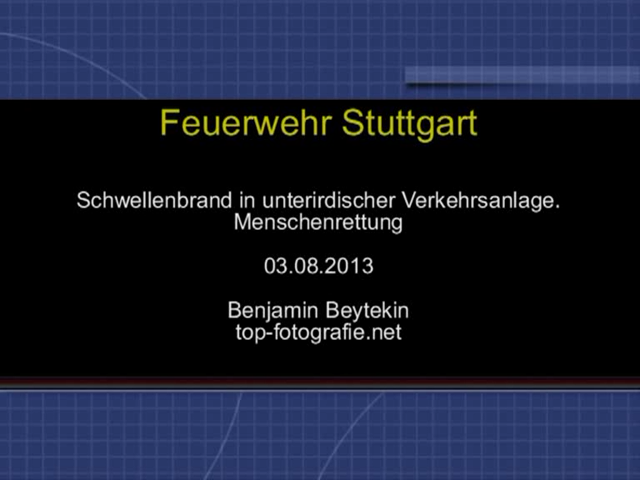 Feuerwehr Stuttgart
Schwellenbrand in unterirdischer Verkehrsanlage.
Menschenrettung
03.08.2013
Benjamin Beytekin
top-fotografie.net